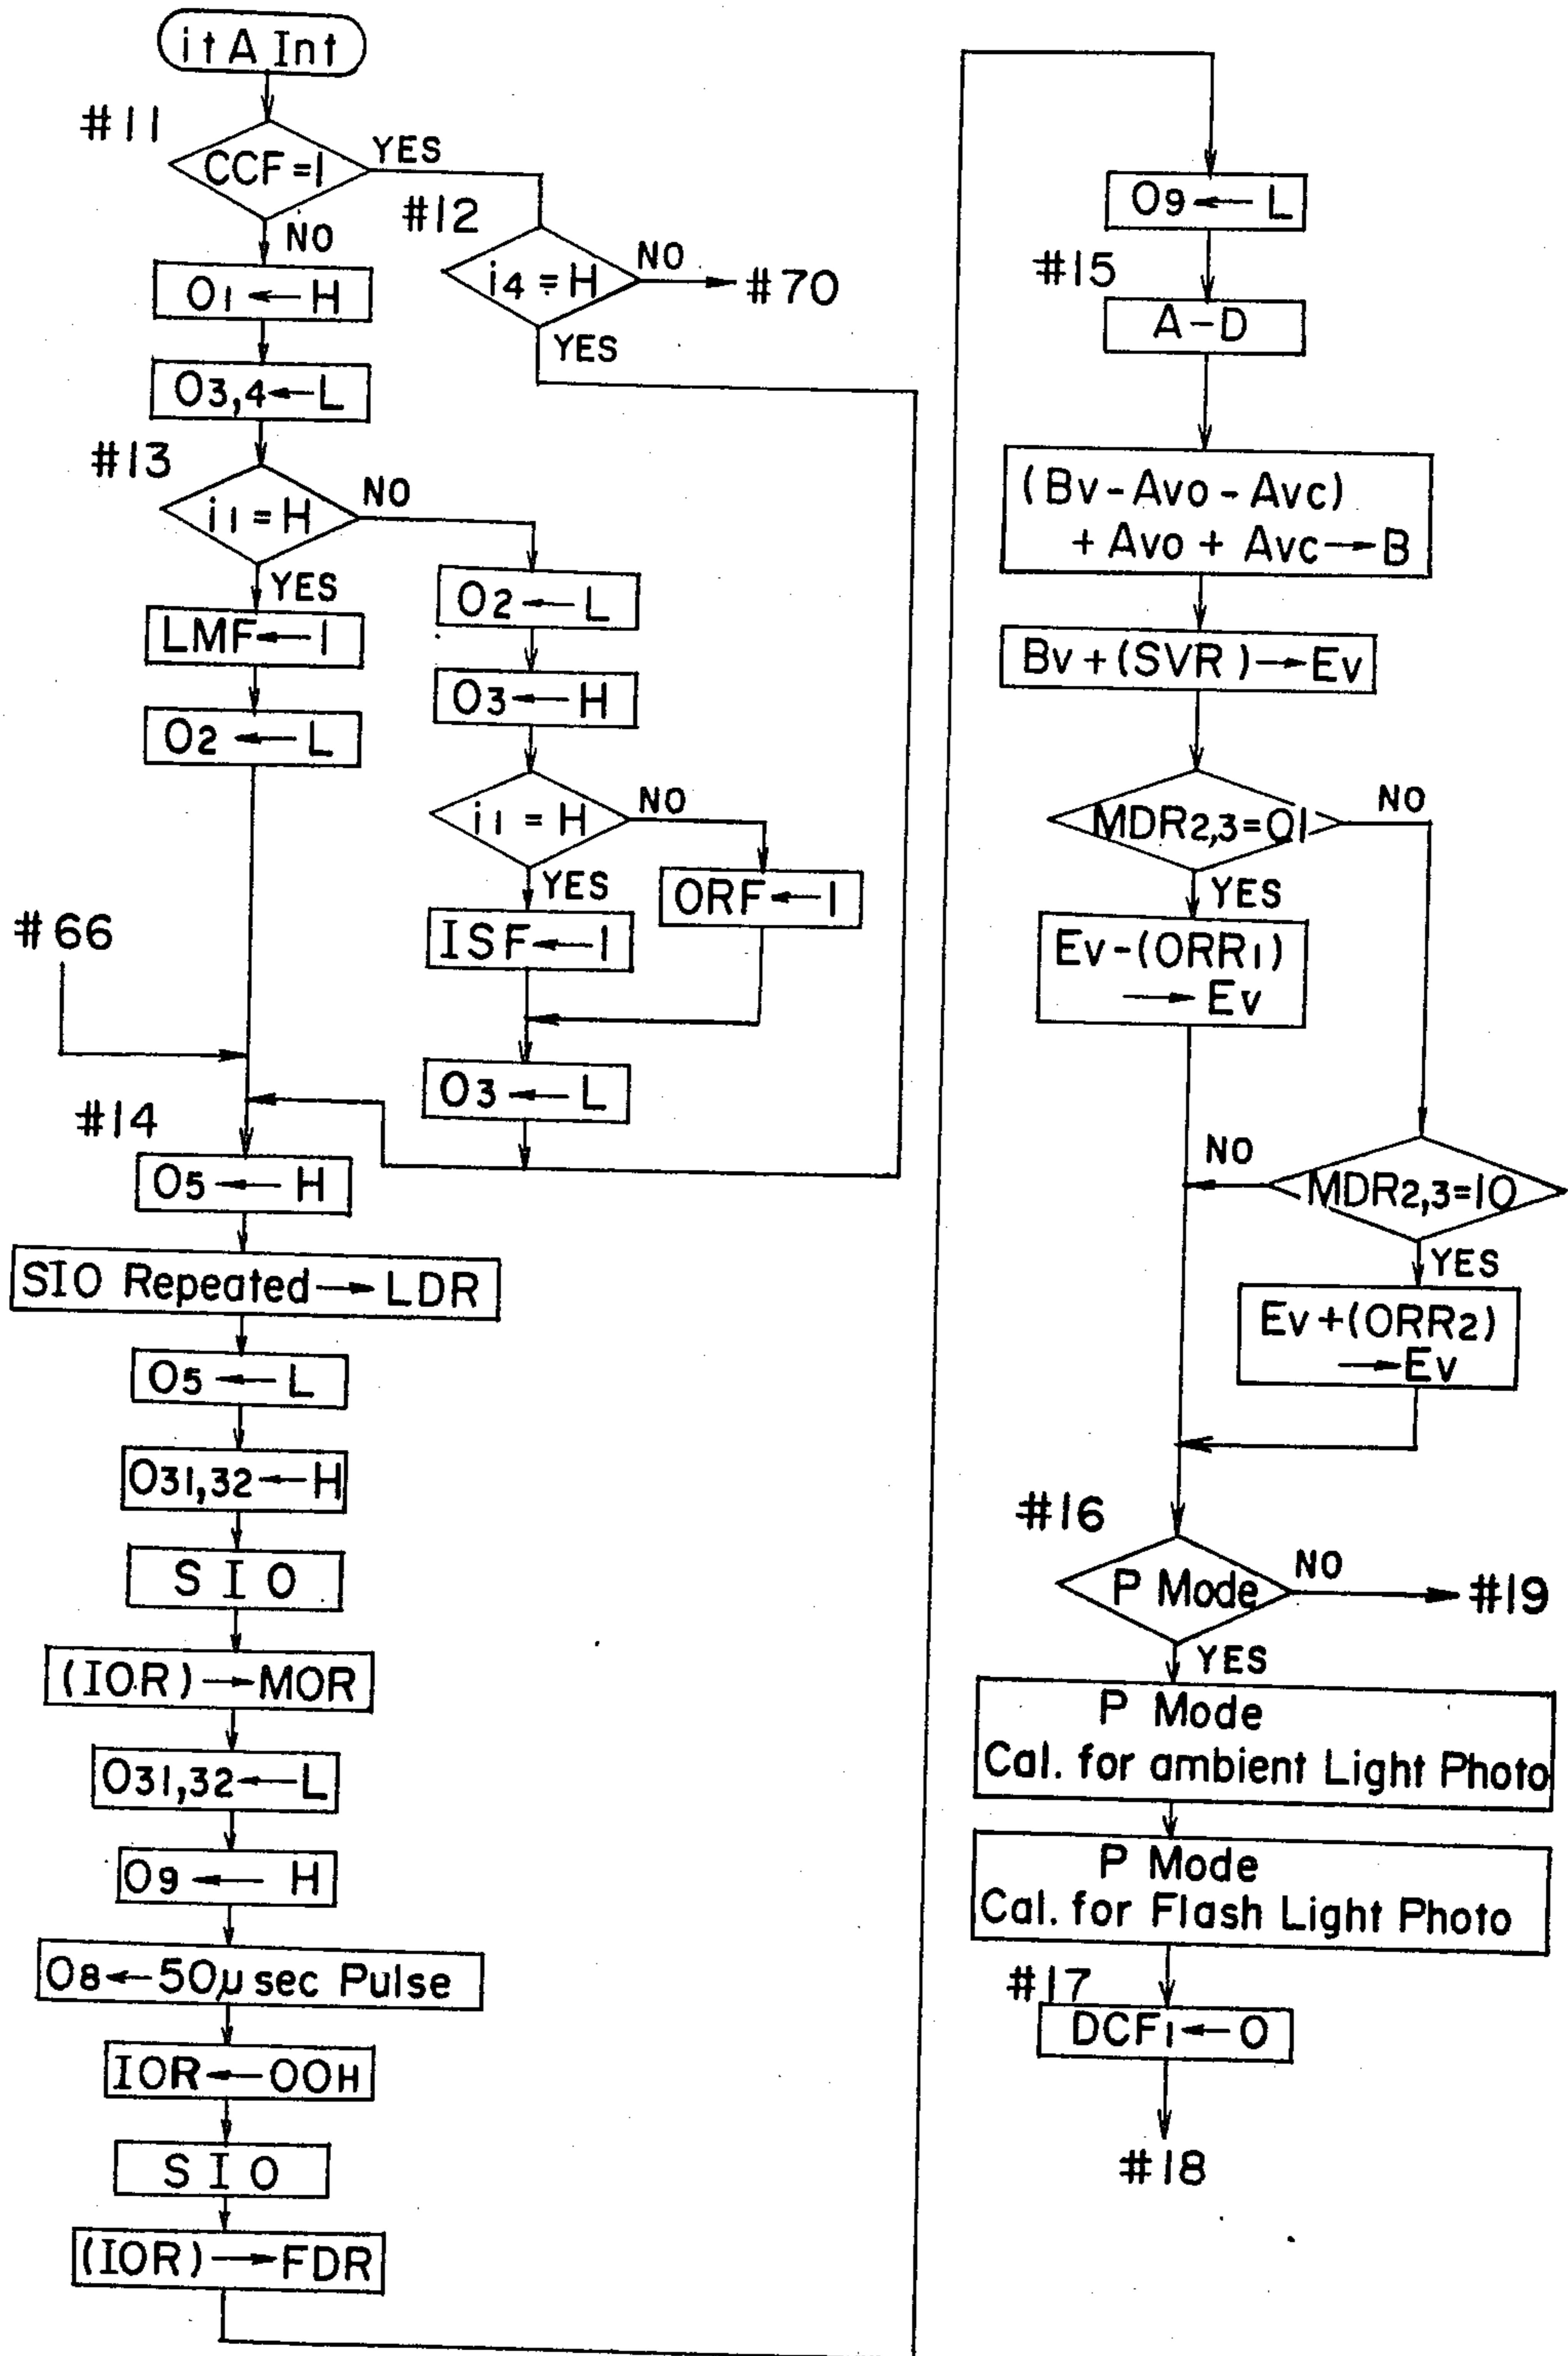 itA Int
#11
CCF=1
YES
NO
#12
i4=H
NO
#70
YES
O1←H
O3,4←L
#13
i1=H
NO
YES
LMF←1
O2←L
O2←L
O3←H
i1=H
NO
YES
ORF←1
ISF←1
#66
O3←L
#14
O5←H
SIO Repeated→LDR
O5←L
O31,32←H
SIO
(IOR)→MOR
O31,32←L
O9←H
O8←50μsec Pulse
IOR←OOH
SIO
(IOR)→FDR
O9←L
#15
A-D
(Bv-Avo-Avc)
+Avo+Avc→B
Bv+(SVR)→Ev
MDR2,3=01
NO
YES
Ev-(ORR1)
→Ev
MDR2,3=10
NO
YES
Ev+(ORR2)
→Ev
#16
P Mode
NO
#19
YES
P Mode
Cal. for ambient Light Photo
P Mode
Cal. for Flash Light Photo
#17
DCF1←0
#18